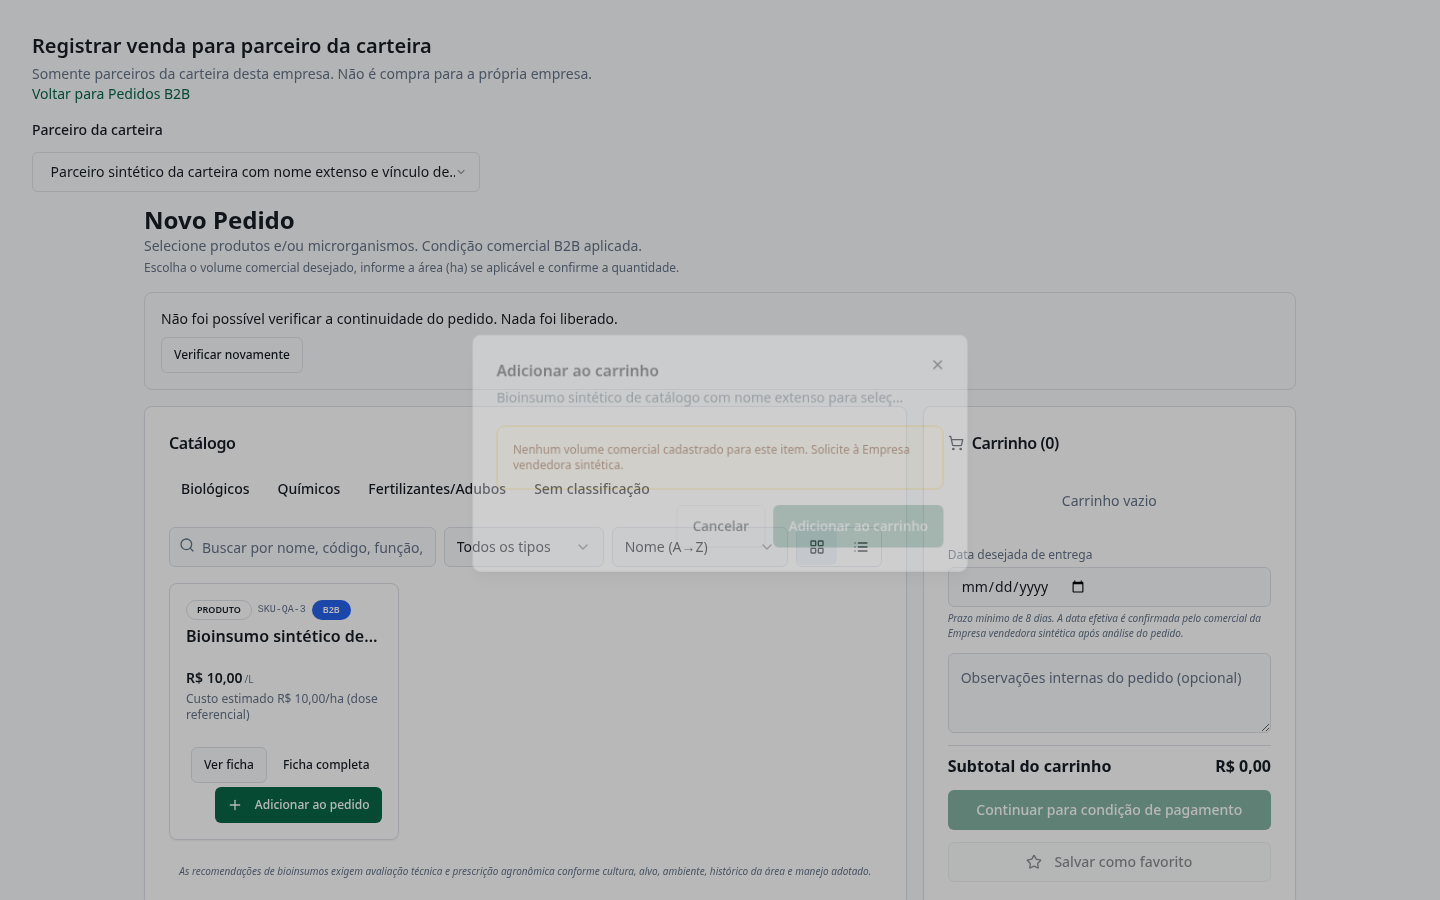 Registrar venda para parceiro da carteira
Somente parceiros da carteira desta empresa. Não é compra para a própria empresa.
Voltar para Pedidos B2B
Parceiro da carteira
Parceiro sintético da carteira com nome extenso e vínculo de..
Novo Pedido
Selecione produtos e/ou microrganismos. Condição comercial B2B aplicada.
Escolha o volume comercial desejado, informe a área (ha) se aplicável e confirme a quantidade.
Não foi possível verificar a continuidade do pedido. Nada foi liberado.
Verificar novamente
Adicionar ao carrinho
Bioinsumo sintético de catálogo com nome extenso para seleç...
Nenhum volume comercial cadastrado para este item. Solicite à Empresa
vendedora sintética.
Cancelar
Adicionar ao carrinho
Catálogo
Biológicos
Químicos
Fertilizantes/Adubos
Sem classificação
Buscar por nome, código, função,
Todos os tipos
Nome (A→Z)
PRODUTO
SKU-QA-3
B2B
Bioinsumo sintético de...
R$ 10,00 /L
Custo estimado R$ 10,00/ha (dose
referencial)
Ver ficha
Ficha completa
Adicionar ao pedido
As recomendações de bioinsumos exigem avaliação técnica e prescrição agronômica conforme cultura, alvo, ambiente, histórico da área e manejo adotado.
Carrinho (0)
Carrinho vazio
Data desejada de entrega
mm/dd/yyyy
Prazo mínimo de 8 dias. A data efetiva é confirmada pelo comercial da
Empresa vendedora sintética após análise do pedido.
Observações internas do pedido (opcional)
Subtotal do carrinho
R$ 0,00
Continuar para condição de pagamento
Salvar como favorito